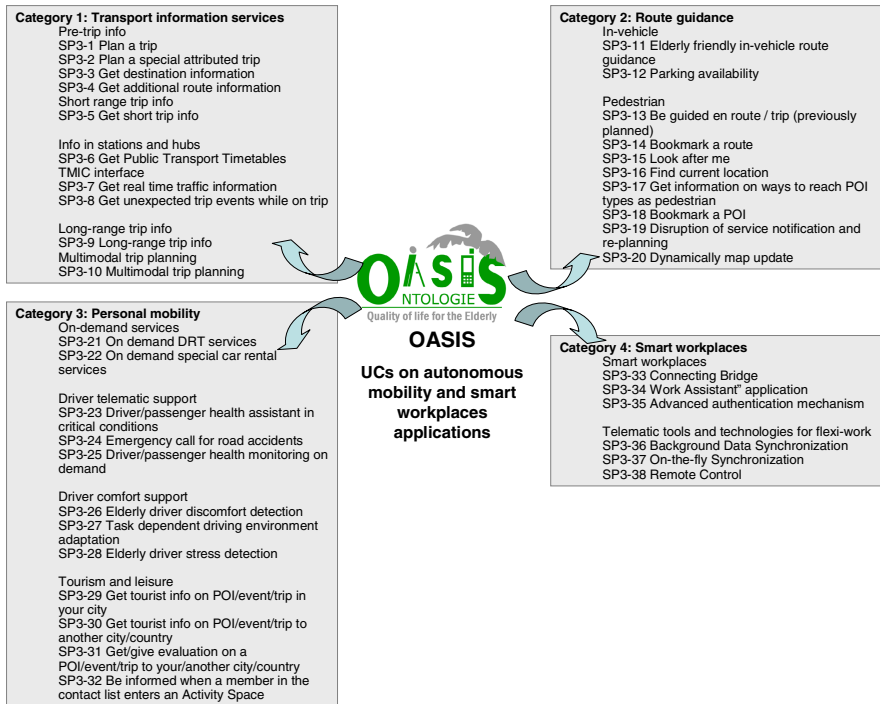 Category 1: Transport information services
Pre-trip info
SP3-1 Plan a trip
SP3-2 Plan a special attributed trip
SP3-3 Get destination information
SP3-4 Get additional route information
Short range trip info
SP3-5 Get short trip info
Info in stations and hubs
SP3-6 Get Public Transport Timetables
TMIC interface
SP3-7 Get real time traffic information
SP3-8 Get unexpected trip events while on trip
Long-range trip info
SP3-9 Long-range trip info
Multimodal trip planning
SP3-10 Multimodal trip planning
Category 2: Route guidance
In-vehicle
SP3-11 Elderly friendly in-vehicle route
guidance
SP3-12 Parking availability
Pedestrian
SP3-13 Be guided en route / trip (previously
planned)
SP3-14 Bookmark a route
SP3-15 Look after me
SP3-16 Find current location
SP3-17 Get information on ways to reach POI
types as pedestrian
SP3-18 Bookmark a POI
SP3-19 Disruption of service notification and
re-planning
SP3-20 Dynamically map update
OASIS
NTOLOGIE
Quality of life for the Elderly
OASIS
UCs on autonomous
mobility and smart
workplaces
applications
Category 3: Personal mobility
On-demand services
SP3-21 On demand DRT services
SP3-22 On demand special car rental
services
Driver telematic support
SP3-23 Driver/passenger health assistant in
critical conditions
SP3-24 Emergency call for road accidents
SP3-25 Driver/passenger health monitoring on
demand
Driver comfort support
SP3-26 Elderly driver discomfort detection
SP3-27 Task dependent driving environment
adaptation
SP3-28 Elderly driver stress detection
Tourism and leisure
SP3-29 Get tourist info on POI/event/trip in
your city
SP3-30 Get tourist info on POI/event/trip to
another city/country
SP3-31 Get/give evaluation on a
POI/event/trip to your/another city/country
SP3-32 Be informed when a member in the
contact list enters an Activity Space
Category 4: Smart workplaces
Smart workplaces
SP3-33 Connecting Bridge
SP3-34 Work Assistant” application
SP3-35 Advanced authentication mechanism
Telematic tools and technologies for flexi-work
SP3-36 Background Data Synchronization
SP3-37 On-the-fly Synchronization
SP3-38 Remote Control